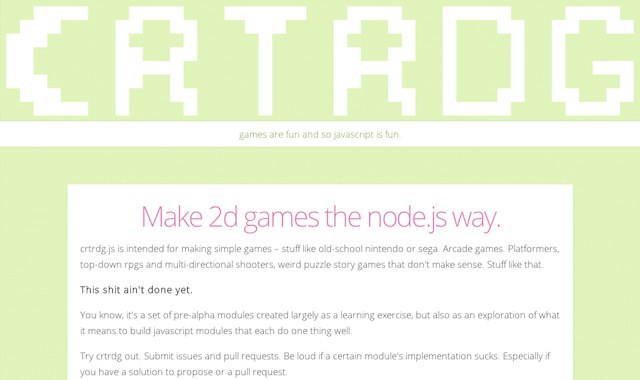 CRTRDG
games are fun and so javascript is fun.
Make 2d games the node.js way.
crtrdg.js is intended for making simple games – stuff like old-school nintendo or sega. Arcade games. Platformers,
top-down rpgs and multi-directional-shooters, weird puzzle story games that don't make sense. Stuff like that.
This shit ain't done yet.
You know, it's a set of pre-alpha modules created largely as a learning exercise, but also as an exploration of what
it means to build javascript modules that each do one thing well.
Try crtrdg out. Submit issues and pull requests. Be loud if a certain module's implementation sucks. Especially if
you have a solution to propose or a pull request.